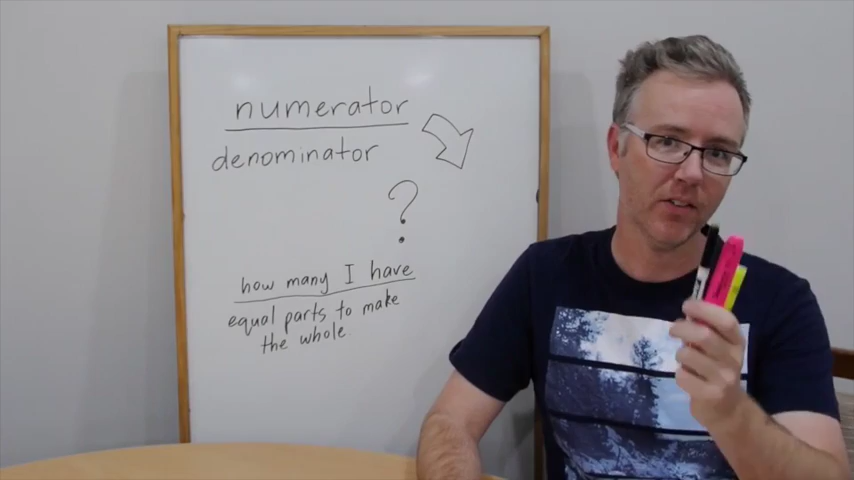 numerator
denominator
?
how many I have
equal parts to make
the whole.